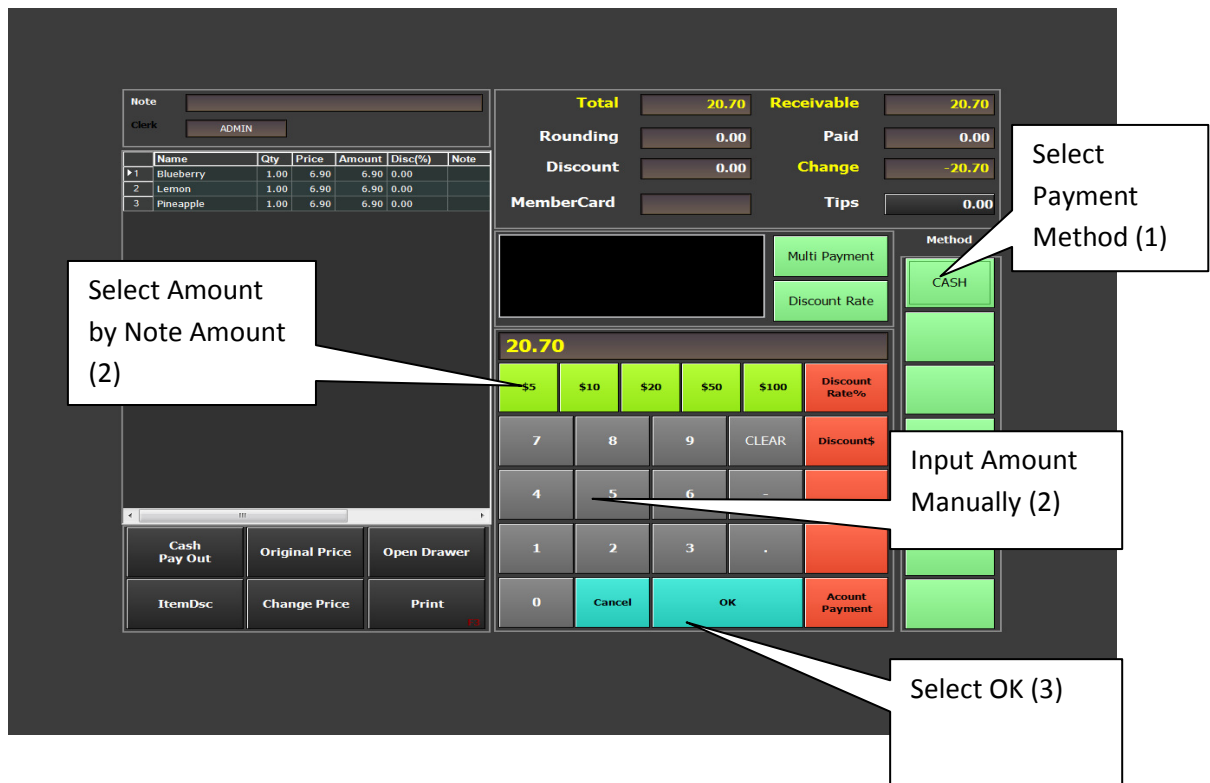 Note
Clerk ADMIN
Name Qty Price Amount Disc(%) Note
1 Blueberry 1.00 6.90 6.90 0.00
2 Lemon 1.00 6.90 6.90 0.00
3 Pineapple 1.00 6.90 6.90 0.00
Total 20.70 Receivable 20.70
Rounding 0.00 Paid 0.00
Discount 0.00 Change -20.70
MemberCard Tips 0.00
Select
Payment
Method (1)
Multi Payment
Discount Rate
Method
CASH
Select Amount
by Note Amount
(2)
20.70
$5 $10 $20 $50 $100 Discount
Rate%
7 8 9 CLEAR Discount$
4 5 6 -
1 2 3 .
0 Cancel OK Acount
Payment
Input Amount
Manually (2)
Cash
Pay Out
Original Price
Open Drawer
ItemDsc
Change Price
Print
Select OK (3)